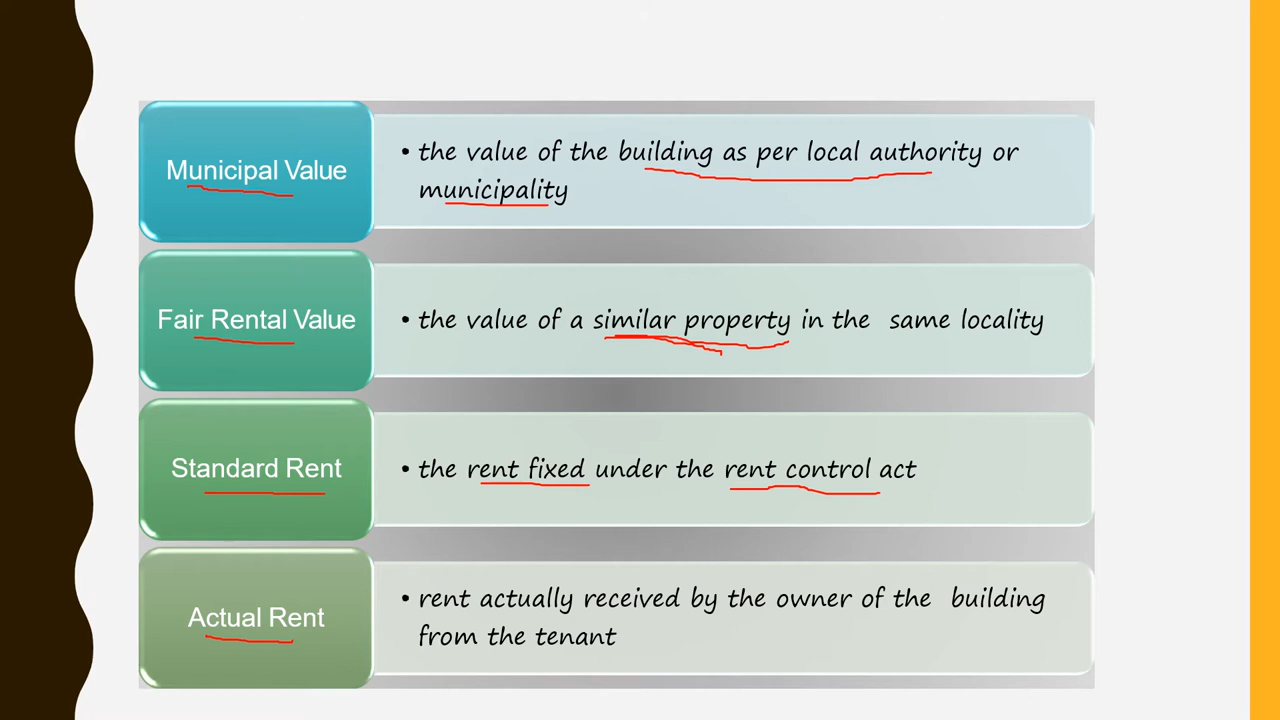 Municipal Value
• the value of the building as per local authority or
municipality
Fair Rental Value
• the value of a similar property in the same locality
Standard Rent
• the rent fixed under the rent control act
Actual Rent
• rent actually received by the owner of the building
from the tenant